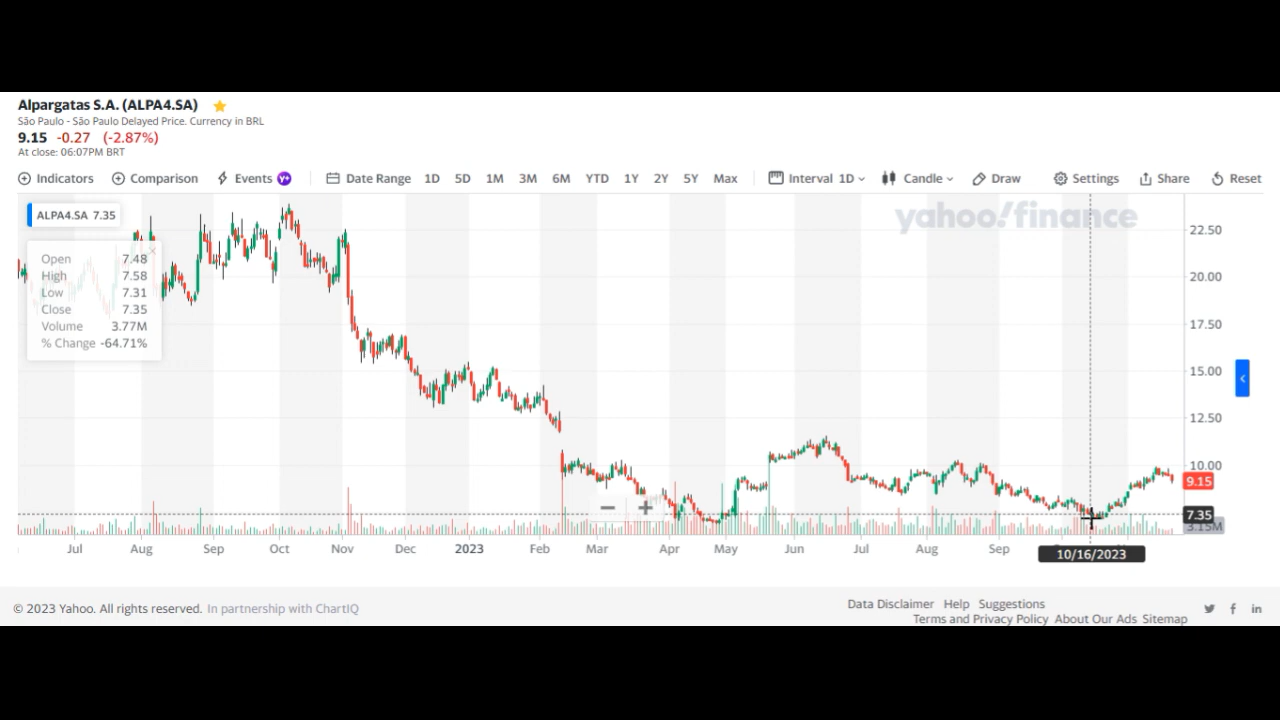 Alpargatas S.A. (ALPA4.SA)
São Paulo - São Paulo Delayed Price. Currency in BRL
9.15 -0.27 (-2.87%)
At close: 06:07PM BRT
Indicators Comparison Events Y+ Date Range 1D 5D 1M 3M 6M YTD 1Y 2Y 5Y Max Interval 1D Candle Draw Settings Share Reset
ALPA4.SA 7.35
yahoo!finance
Open 7.48
High 7.58
Low 7.31
Close 7.35
Volume 3.77M
% Change -64.71%
22.50
20.00
17.50
15.00
12.50
10.00
9.15
7.35
3.15M
Jul Aug Sep Oct Nov Dec 2023 Feb Mar Apr May Jun Jul Aug Sep
10/16/2023
© 2023 Yahoo. All rights reserved. In partnership with ChartIQ
Data Disclaimer Help Suggestions
Terms and Privacy Policy About Our Ads Sitemap